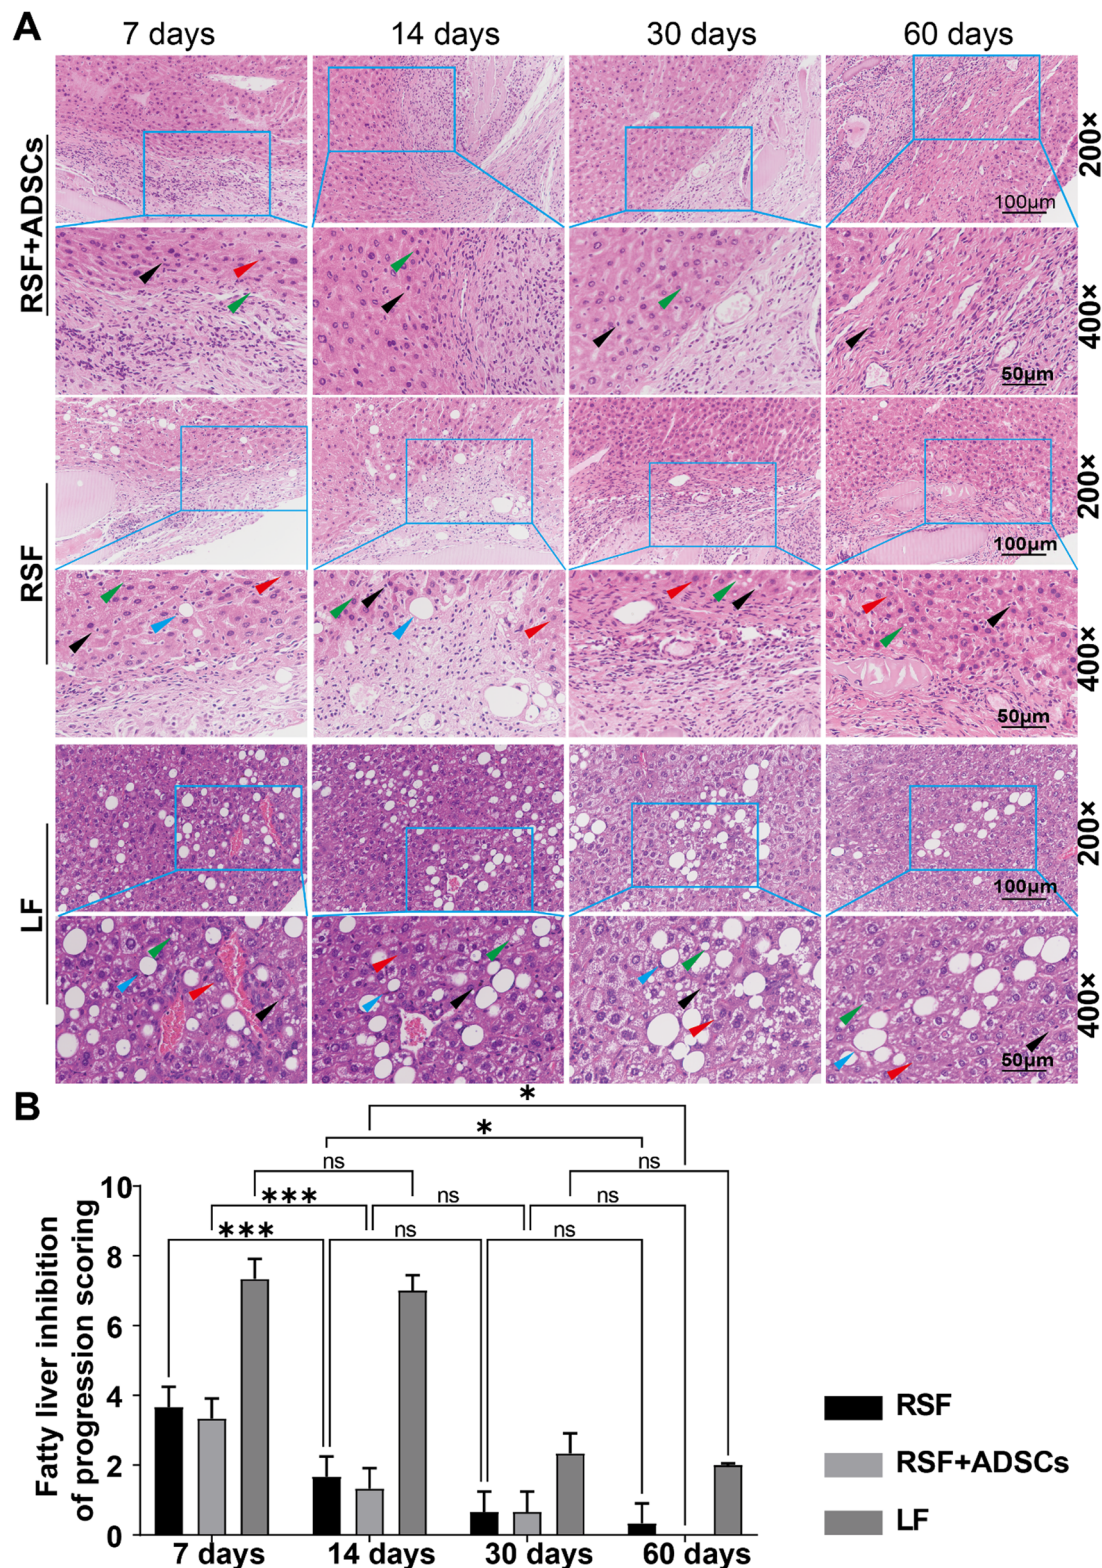 A
7 days 14 days 30 days 60 days
RSF+ADSCs
200×
100μm
400×
50μm
RSF
200×
100μm
400×
50μm
LF
200×
100μm
400×
50μm
B
*
*
ns ns
*** ns ns
*** ns ns
Fatty liver inhibition
of progression scoring
10
8
6
4
2
0
7 days 14 days 30 days 60 days
RSF
RSF+ADSCs
LF